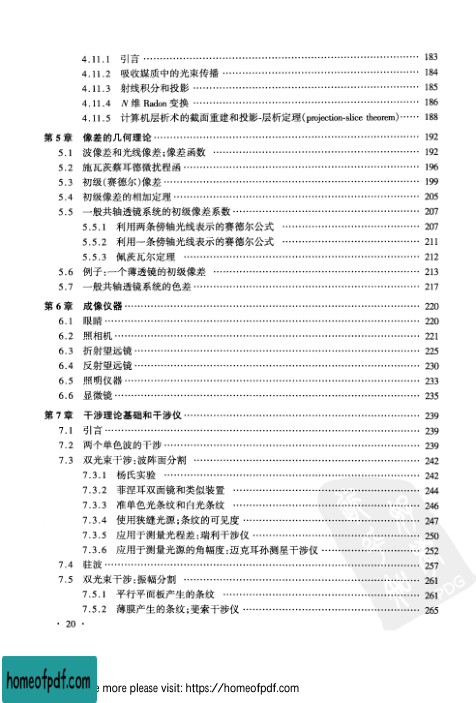 4.11.1 引言 …… 183
4.11.2 吸收媒质中的光束传播 …… 184
4.11.3 射线积分和投影 …… 185
4.11.4 N 维 Radon 变换 …… 186
4.11.5 计算机层析术的截面重建和投影-层析定理(projection-slice theorem) …… 188
第 5 章 像差的几何理论 …… 192
5.1 波像差和光线像差;像差函数 …… 192
5.2 施瓦茨蔡耳德微扰程函 …… 196
5.3 初级(赛德尔)像差 …… 199
5.4 初级像差的相加定理 …… 205
5.5 一般共轴透镜系统的初级像差系数 …… 207
5.5.1 利用两条傍轴光线表示的赛德尔公式 …… 207
5.5.2 利用一条傍轴光线表示的赛德尔公式 …… 211
5.5.3 佩茨瓦尔定理 …… 212
5.6 例子:一个薄透镜的初级像差 …… 213
5.7 一般共轴透镜系统的色差 …… 217
第 6 章 成像仪器 …… 220
6.1 眼睛 …… 220
6.2 照相机 …… 221
6.3 折射望远镜 …… 225
6.4 反射望远镜 …… 230
6.5 照明仪器 …… 233
6.6 显微镜 …… 235
第 7 章 干涉理论基础和干涉仪 …… 239
7.1 引言 …… 239
7.2 两个单色波的干涉 …… 239
7.3 双光束干涉:波阵面分割 …… 242
7.3.1 杨氏实验 …… 242
7.3.2 菲涅耳双面镜和类似装置 …… 244
7.3.3 准单色光条纹和白光条纹 …… 246
7.3.4 使用狭缝光源;条纹的可见度 …… 247
7.3.5 应用于测量光程差:瑞利干涉仪 …… 250
7.3.6 应用于测量光源的角幅度:迈克耳孙测星干涉仪 …… 252
7.4 驻波 …… 257
7.5 双光束干涉:振幅分割 …… 261
7.5.1 平行平面板产生的条纹 …… 261
7.5.2 薄膜产生的条纹;斐索干涉仪 …… 265
· 20 ·
homeofpdf.com
more please visit: https://homeofpdf.com